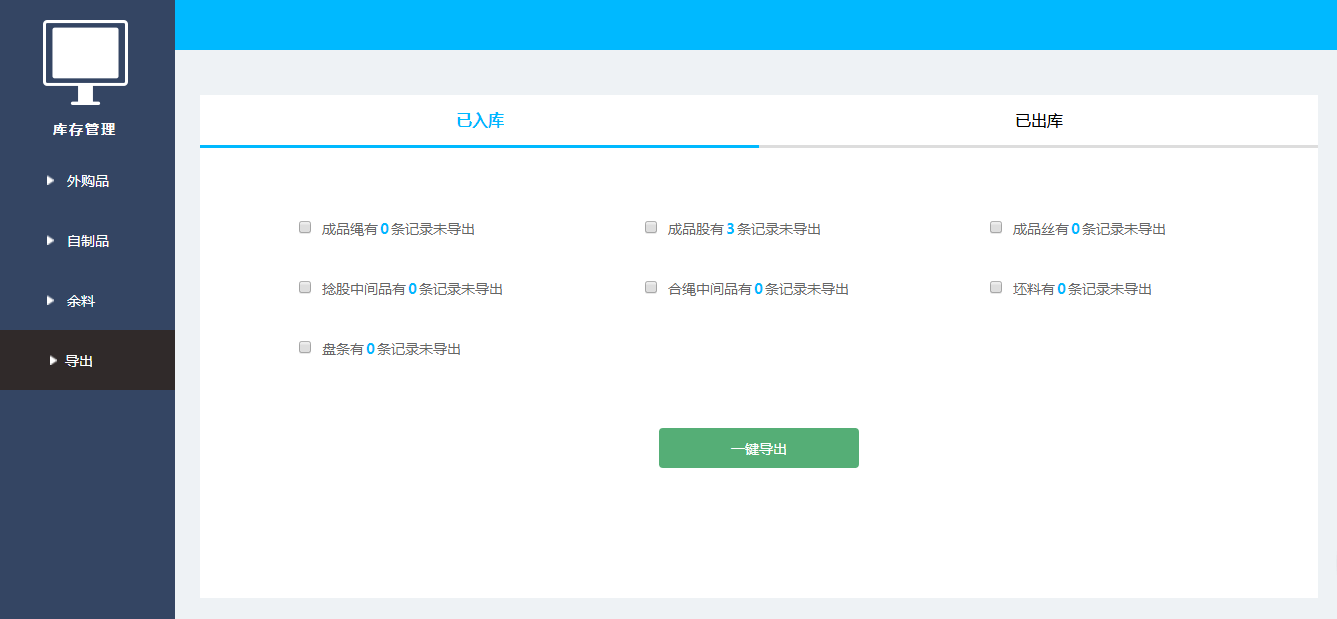 库存管理
外购品
自制品
余料
导出
已入库
已出库
成品绳有0条记录未导出
成品股有3条记录未导出
成品丝有0条记录未导出
捻股中间品有0条记录未导出
合绳中间品有0条记录未导出
坯料有0条记录未导出
盘条有0条记录未导出
一键导出